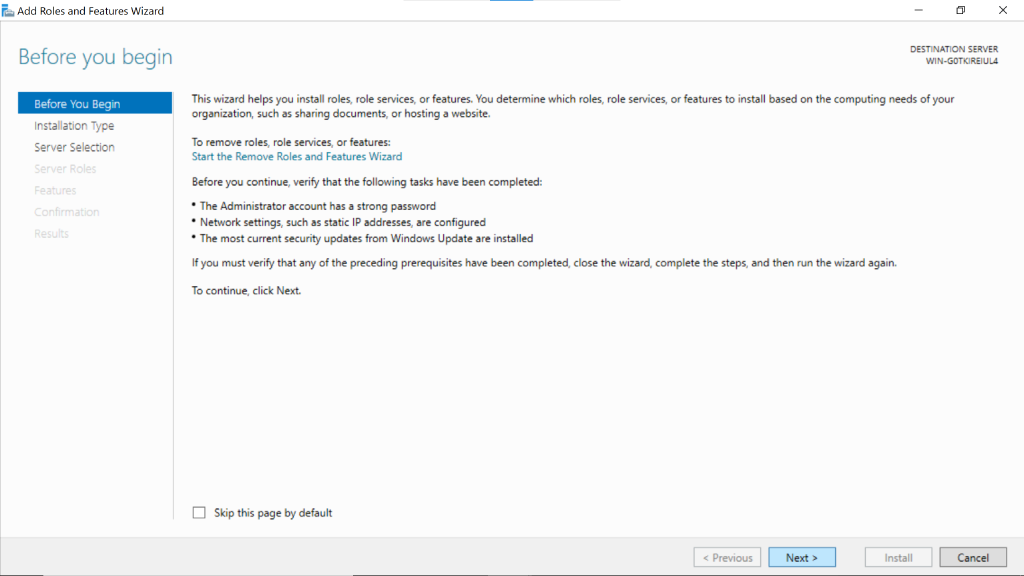 Add Roles and Features Wizard
Before you begin
DESTINATION SERVER
WIN-G0TKIREIUL4
Before You Begin
Installation Type
Server Selection
Server Roles
Features
Confirmation
Results
This wizard helps you install roles, role services, or features. You determine which roles, role services, or features to install based on the computing needs of your
organization, such as sharing documents, or hosting a website.
To remove roles, role services, or features:
Start the Remove Roles and Features Wizard
Before you continue, verify that the following tasks have been completed:
• The Administrator account has a strong password
• Network settings, such as static IP addresses, are configured
• The most current security updates from Windows Update are installed
If you must verify that any of the preceding prerequisites have been completed, close the wizard, complete the steps, and then run the wizard again.
To continue, click Next.
Skip this page by default
< Previous
Next >
Install
Cancel